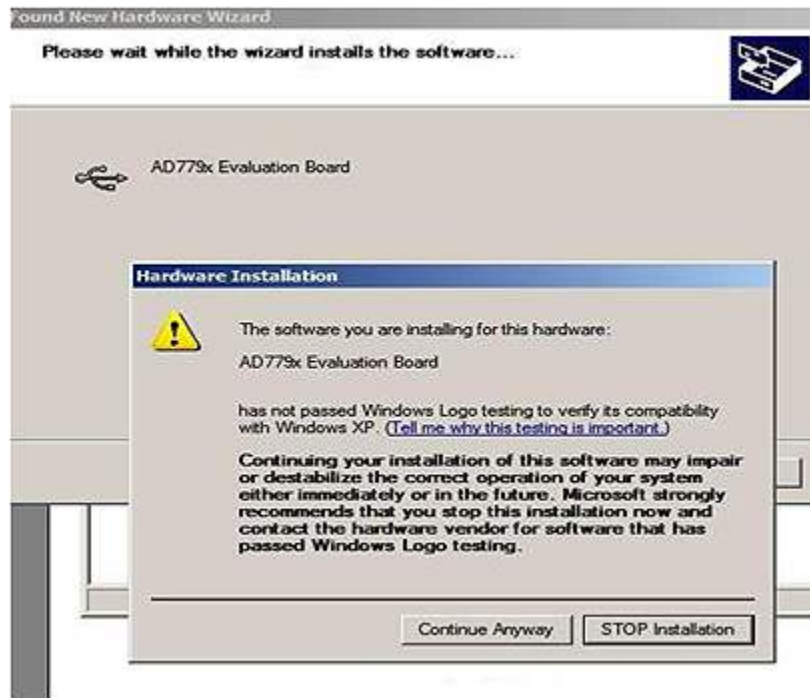 Found New Hardware Wizard
Please wait while the wizard installs the software...
AD779x Evaluation Board
Hardware Installation
The software you are installing for this hardware:
AD779x Evaluation Board
has not passed Windows Logo testing to verify its compatibility
with Windows XP. (Tell me why this testing is important.)
Continuing your installation of this software may impair
or destabilize the correct operation of your system
either immediately or in the future. Microsoft strongly
recommends that you stop this installation now and
contact the hardware vendor for software that has
passed Windows Logo testing.
Continue Anyway
STOP Installation